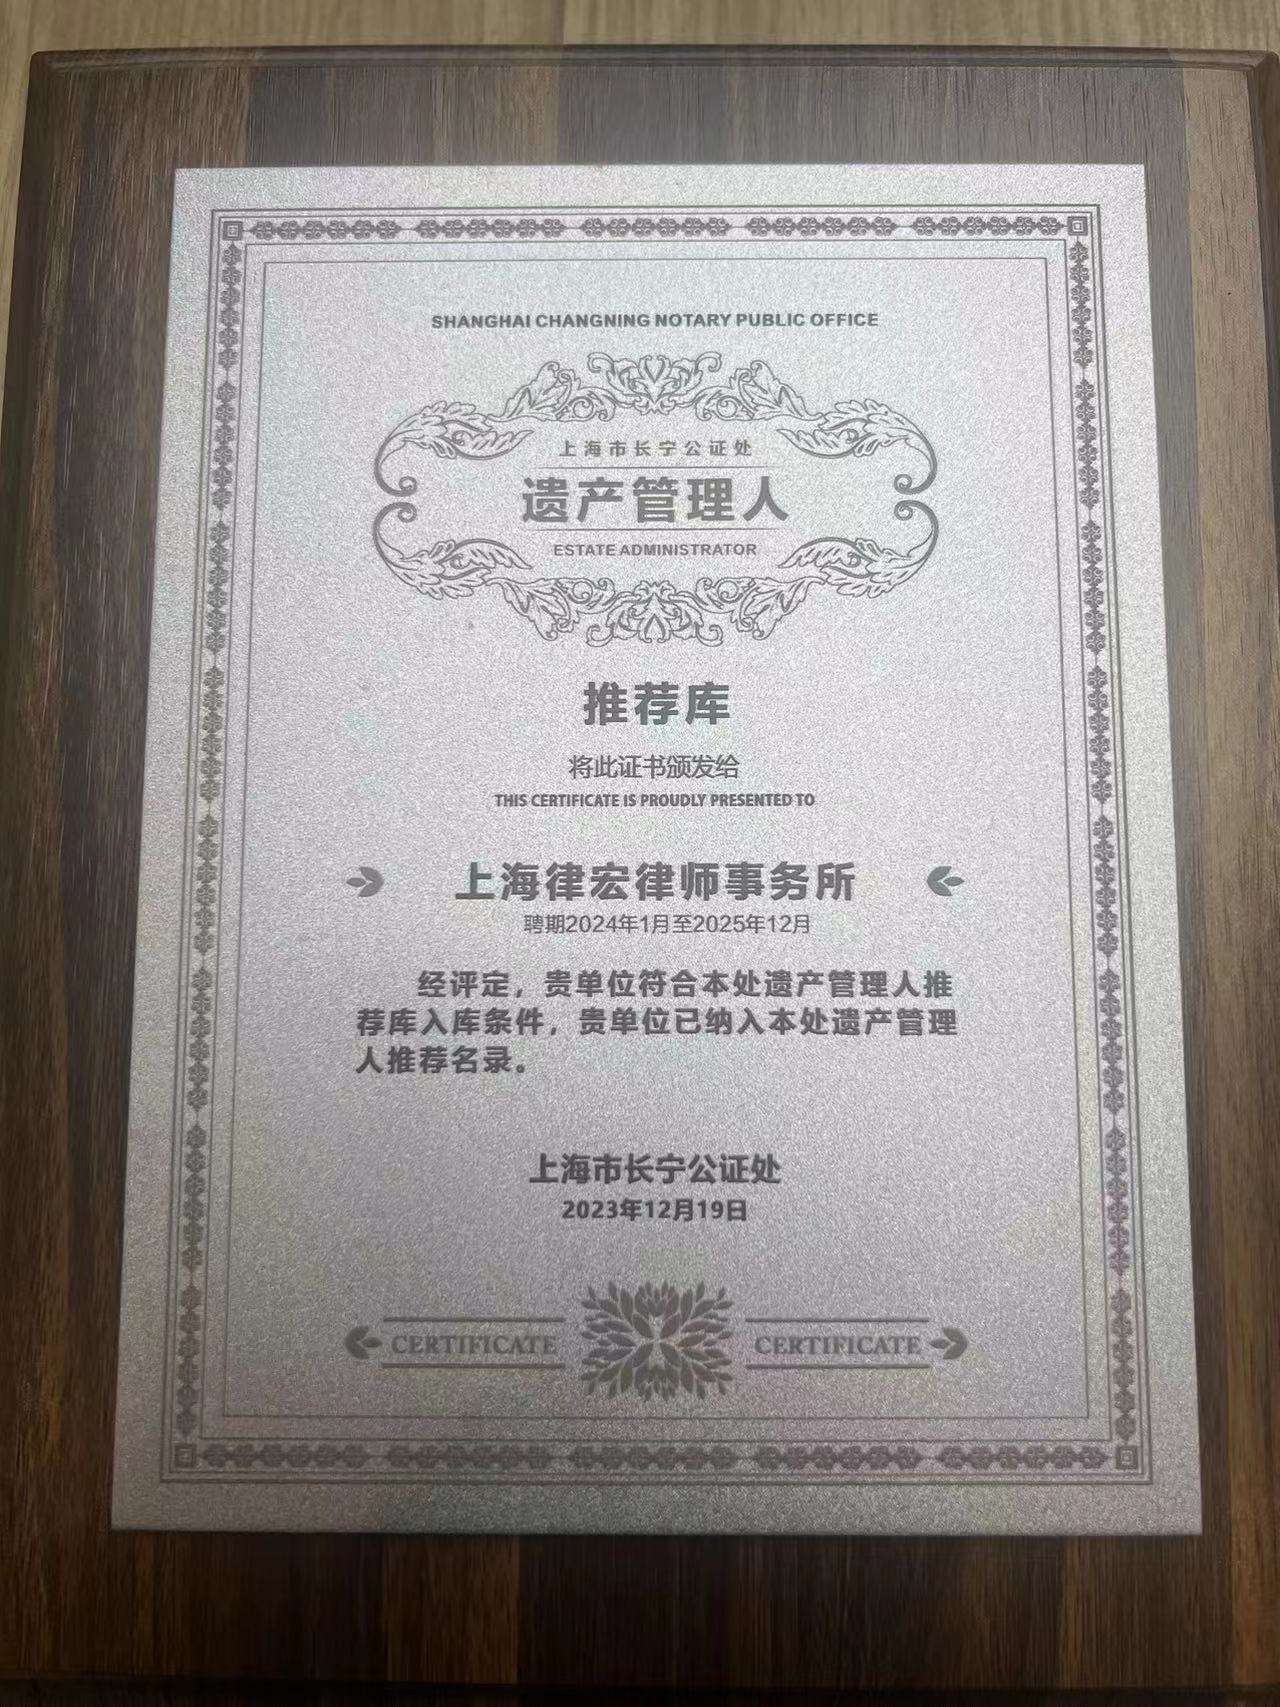 SHANGHAI CHANGNING NOTARY PUBLIC OFFICE
上海市长宁公证处
遗产管理人
ESTATE ADMINISTRATOR
推荐库
将此证书颁发给
THIS CERTIFICATE IS PROUDLY PRESENTED TO
上海律宏律师事务所
聘期2024年1月至2025年12月
经评定，贵单位符合本处遗产管理人推
荐库入库条件，贵单位已纳入本处遗产管理
人推荐名录。
上海市长宁公证处
2023年12月19日
CERTIFICATE CERTIFICATE